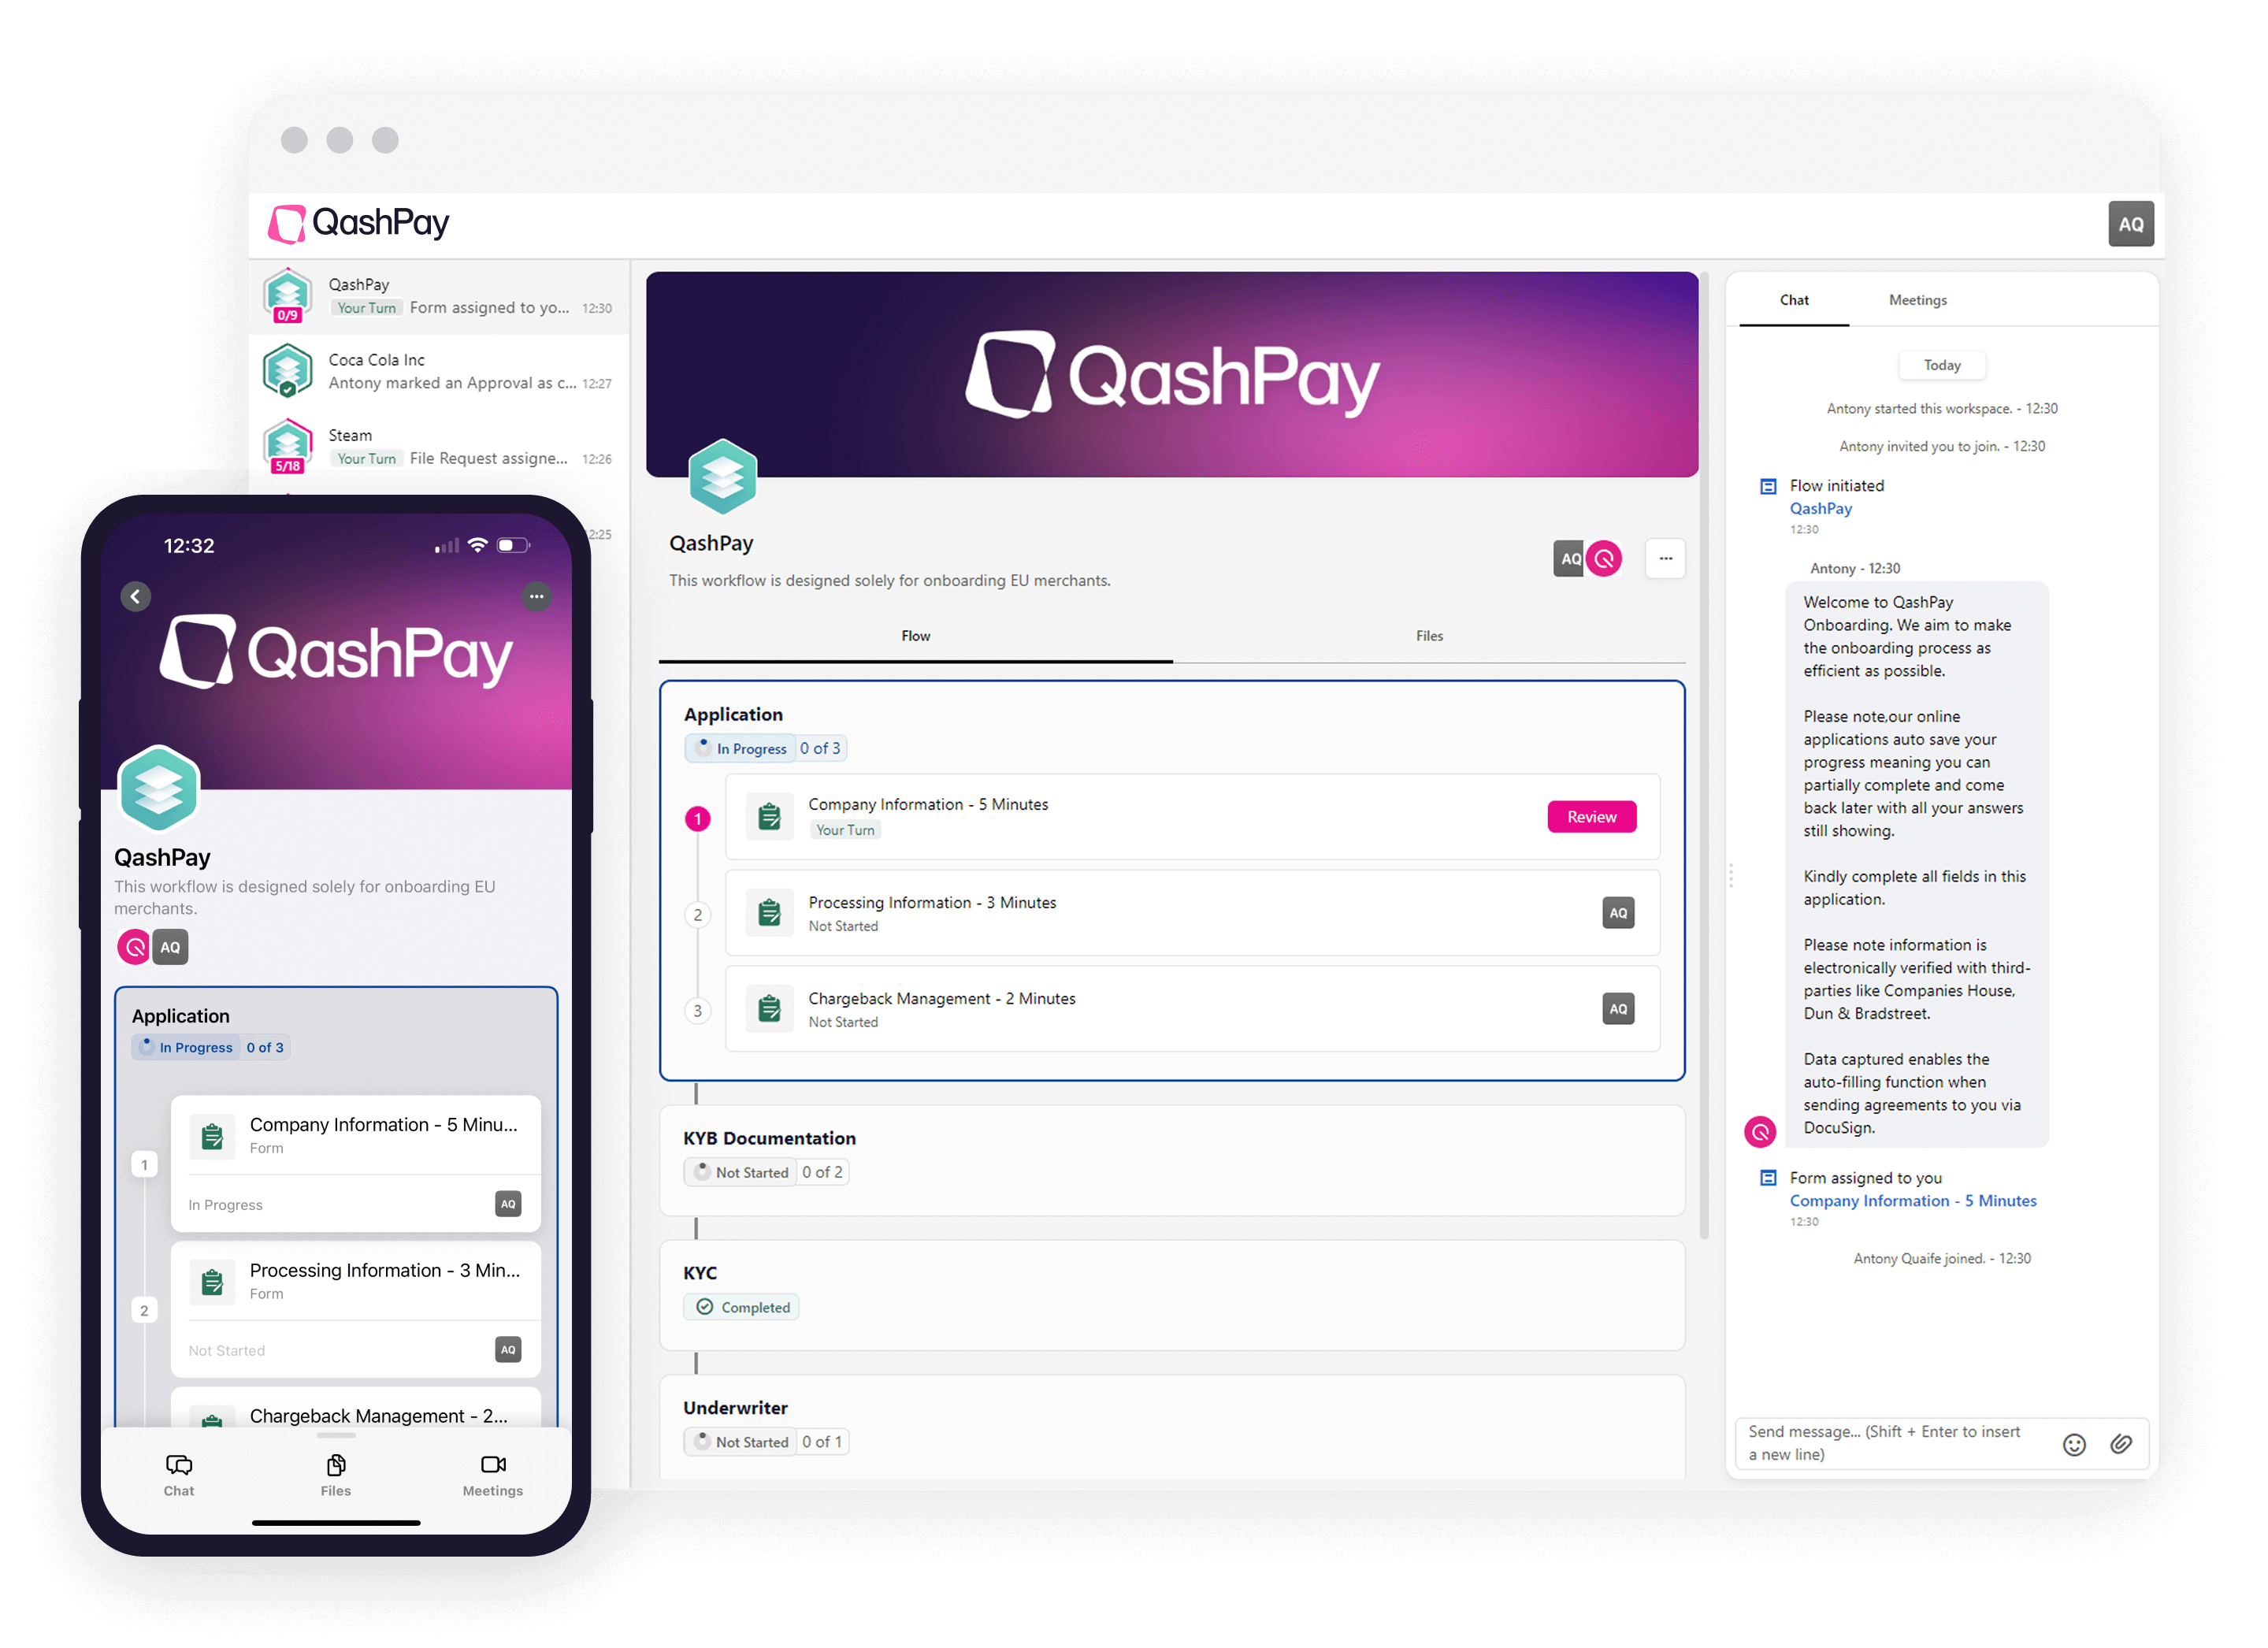 QashPay
AQ
QashPay
Your Turn Form assigned to yo... 12:30
0/9
Coca Cola Inc
Antony marked an Approval as c... 12:27
Steam
Your Turn File Request assigne... 12:26
5/18
2:25
QashPay
QashPay
This workflow is designed solely for onboarding EU merchants.
AQ
Flow
Files
Application
In Progress 0 of 3
1
Company Information - 5 Minutes
Your Turn
Review
2
Processing Information - 3 Minutes
Not Started
AQ
3
Chargeback Management - 2 Minutes
Not Started
AQ
KYB Documentation
Not Started 0 of 2
KYC
Completed
Underwriter
Not Started 0 of 1
Chat
Meetings
Today
Antony started this workspace. - 12:30
Antony invited you to join. - 12:30
Flow initiated
QashPay
12:30
Antony - 12:30
Welcome to QashPay
Onboarding. We aim to make
the onboarding process as
efficient as possible.
Please note,our online
applications auto save your
progress meaning you can
partially complete and come
back later with all your answers
still showing.
Kindly complete all fields in this
application.
Please note information is
electronically verified with third-
parties like Companies House,
Dun & Bradstreet.
Data captured enables the
auto-filling function when
sending agreements to you via
DocuSign.
Form assigned to you
Company Information - 5 Minutes
12:30
Antony Quaife joined. - 12:30
Send message... (Shift + Enter to insert
a new line)
12:32
QashPay
QashPay
This workflow is designed solely for onboarding EU
merchants.
AQ
Application
In Progress 0 of 3
1
Company Information - 5 Minu...
Form
In Progress
AQ
2
Processing Information - 3 Min...
Form
Not Started
AQ
Chargeback Management - 2...
Chat
Files
Meetings